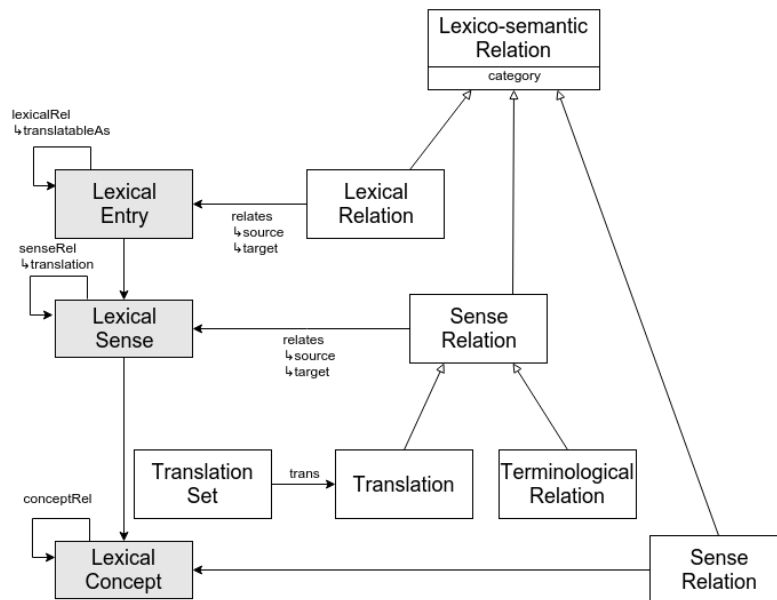 Lexico-semantic
Relation
category
lexicalRel
↳translatableAs
Lexical
Entry
relates
↳source
↳target
Lexical
Relation
senseRel
↳translation
Lexical
Sense
relates
↳source
↳target
Sense
Relation
Translation
Set
trans
Translation
Terminological
Relation
conceptRel
Lexical
Concept
Sense
Relation